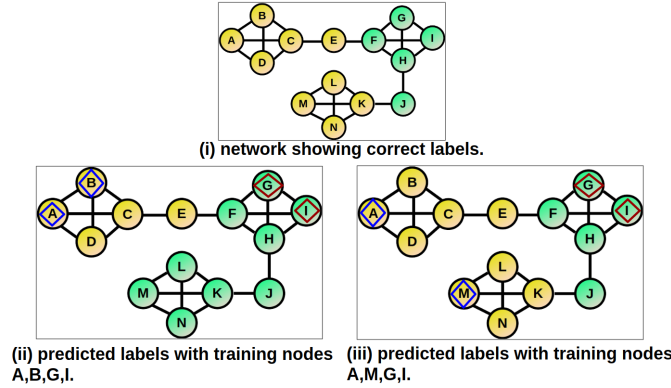 B
G
A
C
E
F
I
D
H
L
M
K
J
N
(i) network showing correct labels.
B
G
A
C
E
F
I
D
H
L
M
K
J
N
B
G
A
C
E
F
I
D
H
L
M
K
J
N
(ii) predicted labels with training nodes
A,B,G,I.
(iii) predicted labels with training nodes
A,M,G,I.